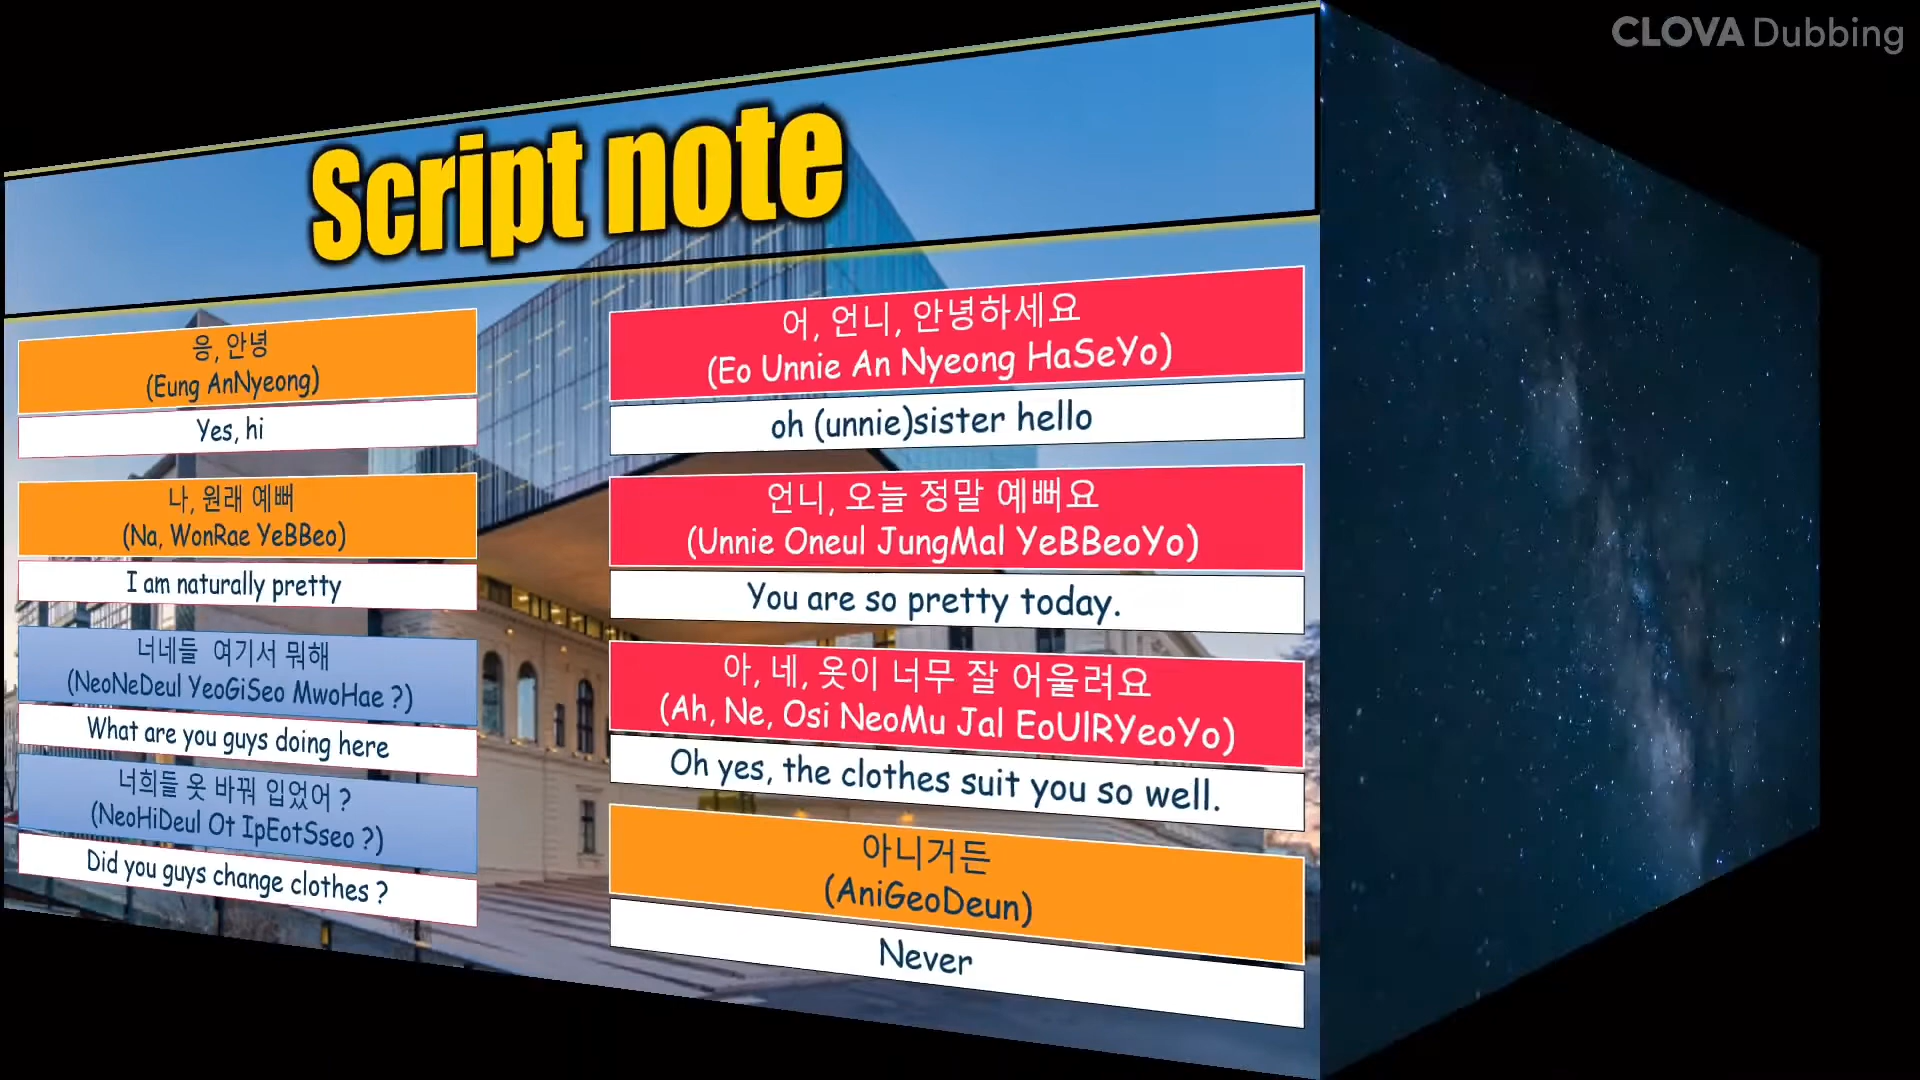 CLOVA Dubbing
Script note
응, 안녕
(Eung AnNyeong)
Yes, hi
나, 원래 예뻐
(Na, WonRae YeBBeo)
I am naturally pretty
너네들 여기서 뭐해
(NeoNeDeul YeoGiSeo MwoHae ?)
What are you guys doing here
너희들 옷 바꿔 입었어 ?
(NeoHiDeul Ot IpEotSseo ?)
Did you guys change clothes ?
어, 언니, 안녕하세요
(Eo Unnie An Nyeong HaSeYo)
oh (unnie)sister hello
언니, 오늘 정말 예뻐요
(Unnie Oneul JungMal YeBBeoYo)
You are so pretty today.
아, 네, 옷이 너무 잘 어울려요
(Ah, Ne, Osi NeoMu Jal EoUlRYeoYo)
Oh yes, the clothes suit you so well.
아니거든
(AniGeoDeun)
Never